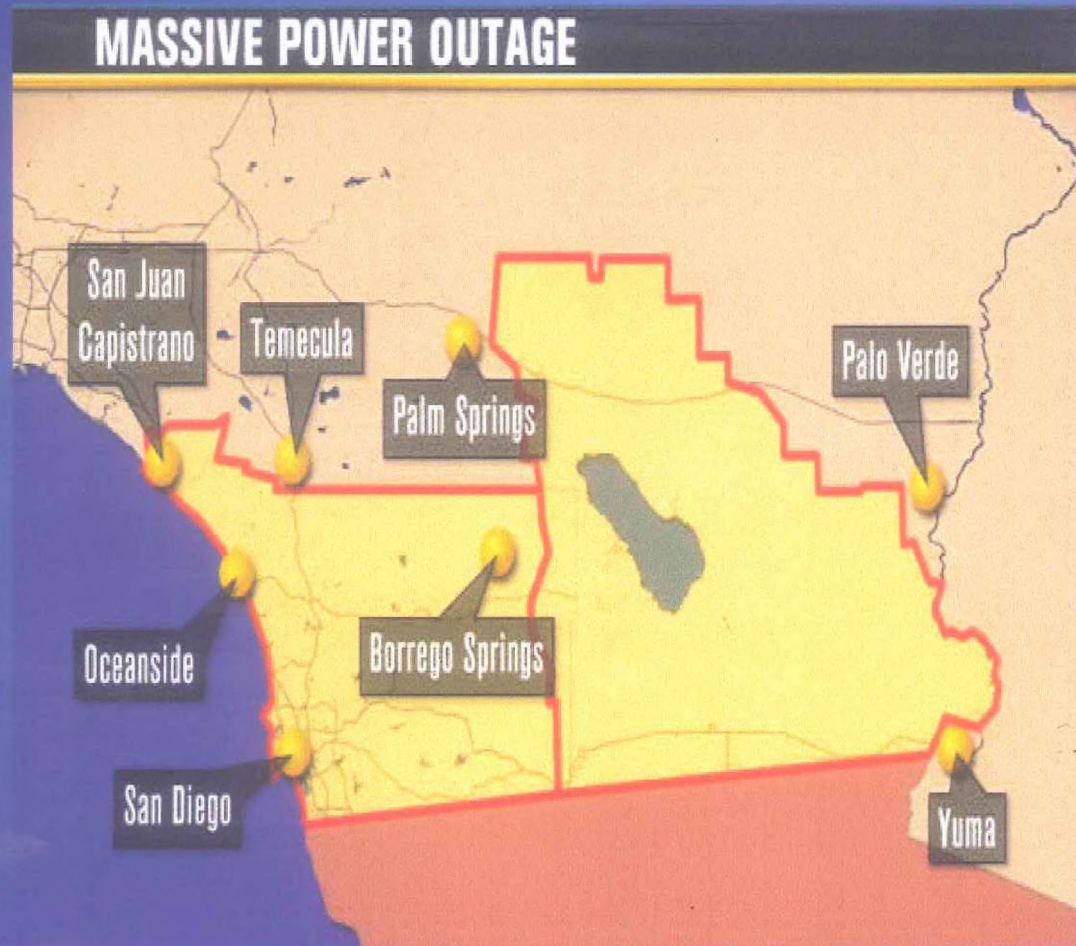 MASSIVE POWER OUTAGE
San Juan
Capistrano
Temecula
Palm Springs
Palo Verde
Oceanside
Borrego Springs
San Diego
Yuma